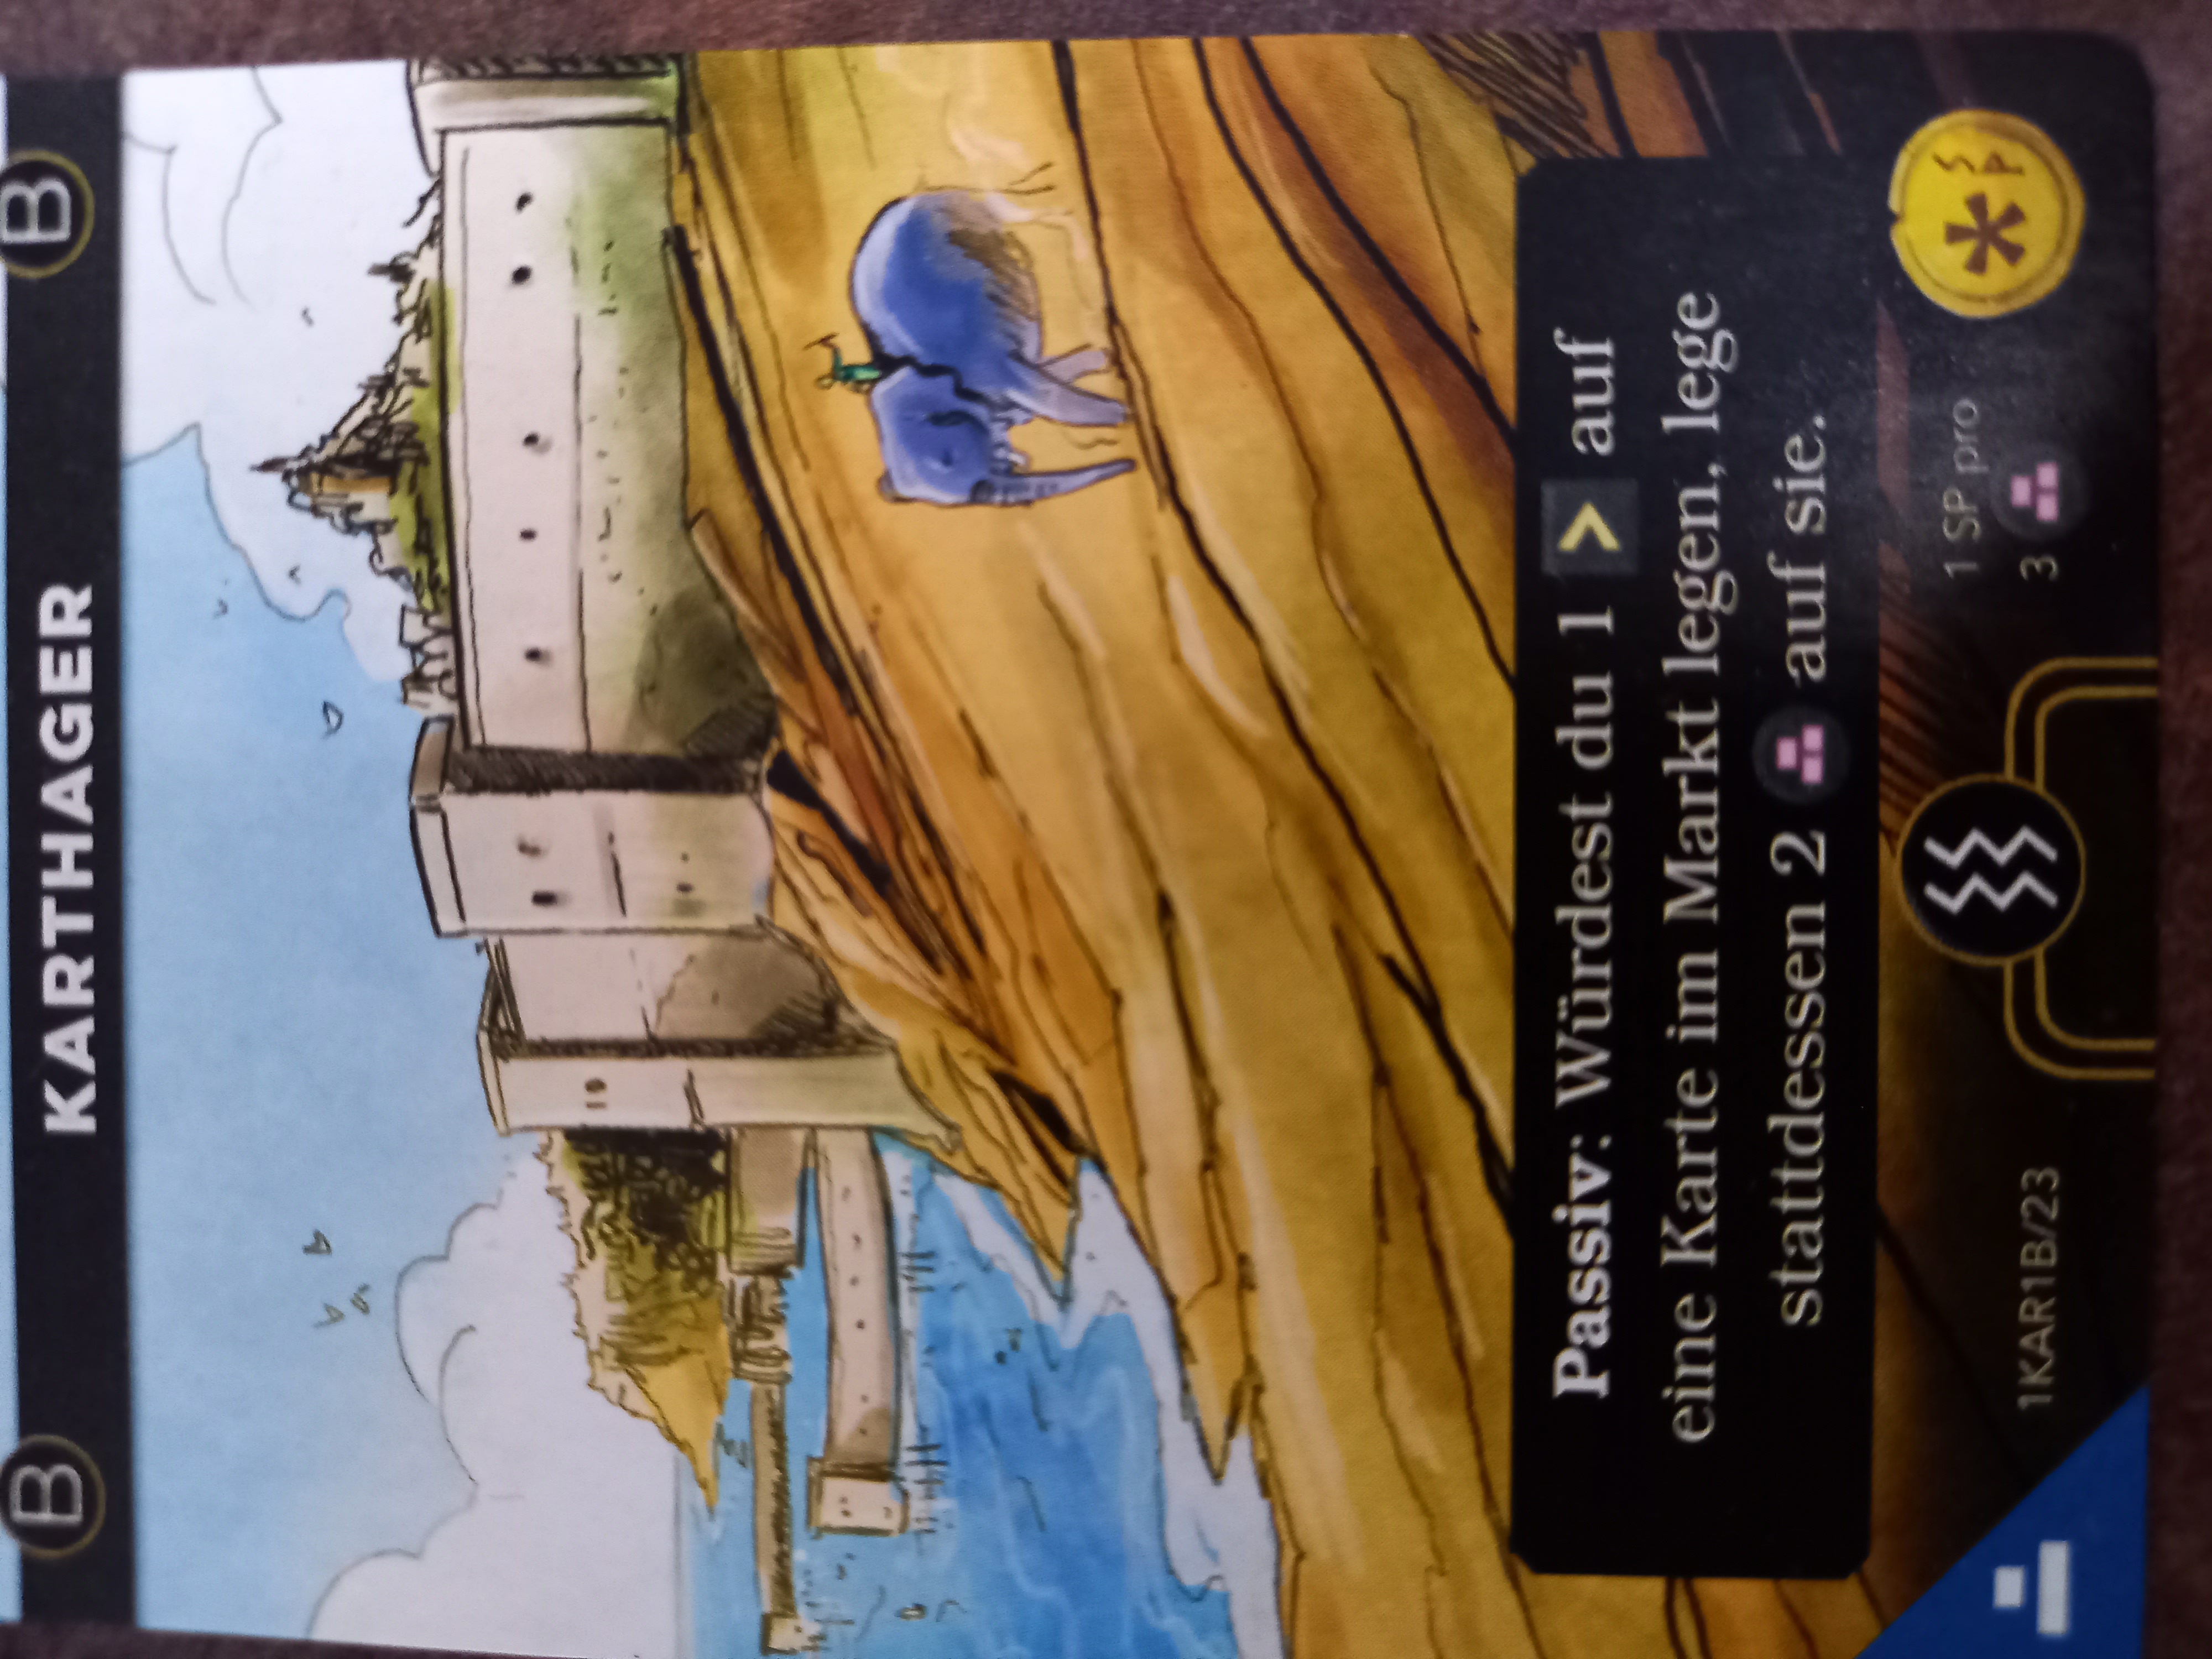 B KARTHAGER B
Passiv: Würdest du 1 > auf
eine Karte im Markt legen, lege
stattdessen 2 auf sie.
1 SP pro
3
* SP
1KAR1B/23